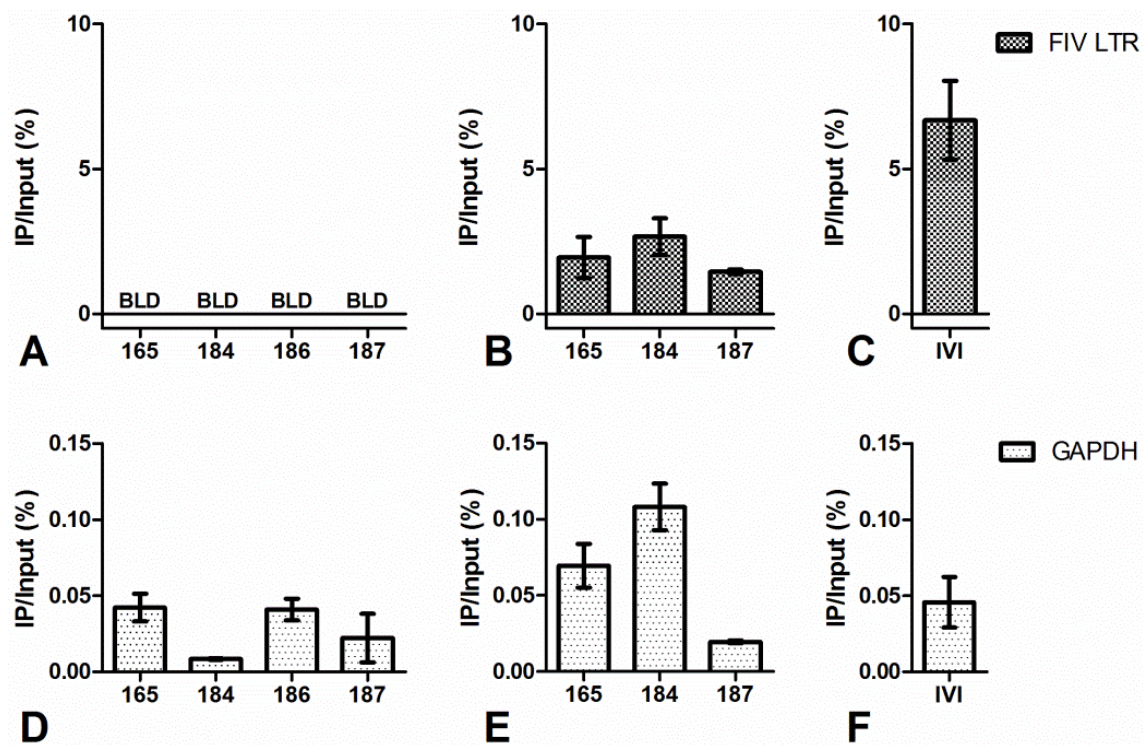 10
5
0
IP/Input (%)
BLD BLD BLD BLD
165 184 186 187
A
10
5
0
IP/Input (%)
165 184 187
B
10
5
0
IP/Input (%)
IVI
C
FIV LTR
0.15
0.10
0.05
0.00
IP/Input (%)
165 184 186 187
D
0.15
0.10
0.05
0.00
IP/Input (%)
165 184 187
E
0.15
0.10
0.05
0.00
IP/Input (%)
IVI
F
GAPDH